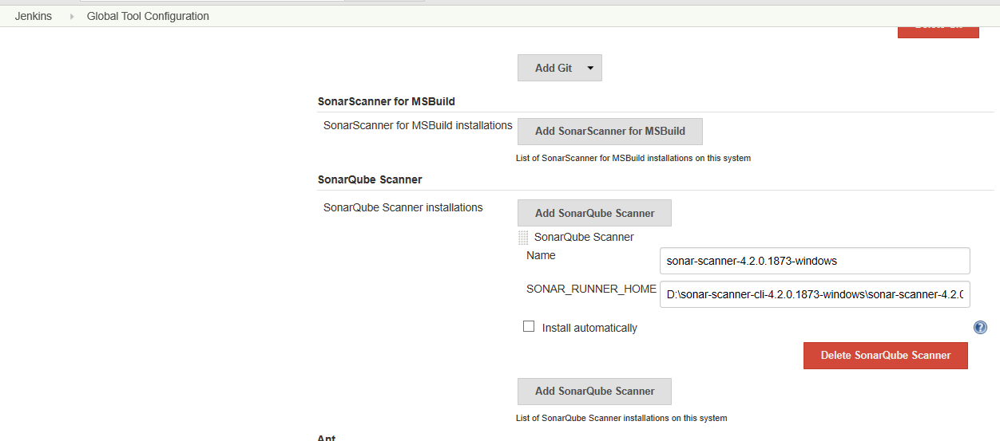 Jenkins Global Tool Configuration
Add Git
SonarScanner for MSBuild
SonarScanner for MSBuild installations
Add SonarScanner for MSBuild
List of SonarScanner for MSBuild installations on this system
SonarQube Scanner
SonarQube Scanner installations
Add SonarQube Scanner
SonarQube Scanner
Name
sonar-scanner-4.2.0.1873-windows
SONAR_RUNNER_HOME
D:\sonar-scanner-cli-4.2.0.1873-windows\sonar-scanner-4.2.0
Install automatically
Delete SonarQube Scanner
Add SonarQube Scanner
List of SonarQube Scanner installations on this system
Ant